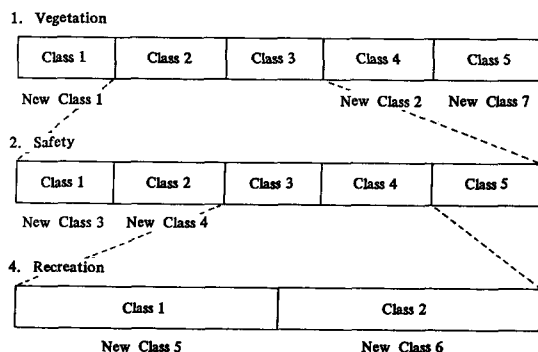 1. Vegetation
Class 1 Class 2 Class 3 Class 4 Class 5
New Class 1 New Class 2 New Class 7
2. Safety
Class 1 Class 2 Class 3 Class 4 Class 5
New Class 3 New Class 4
4. Recreation
Class 1 Class 2
New Class 5 New Class 6